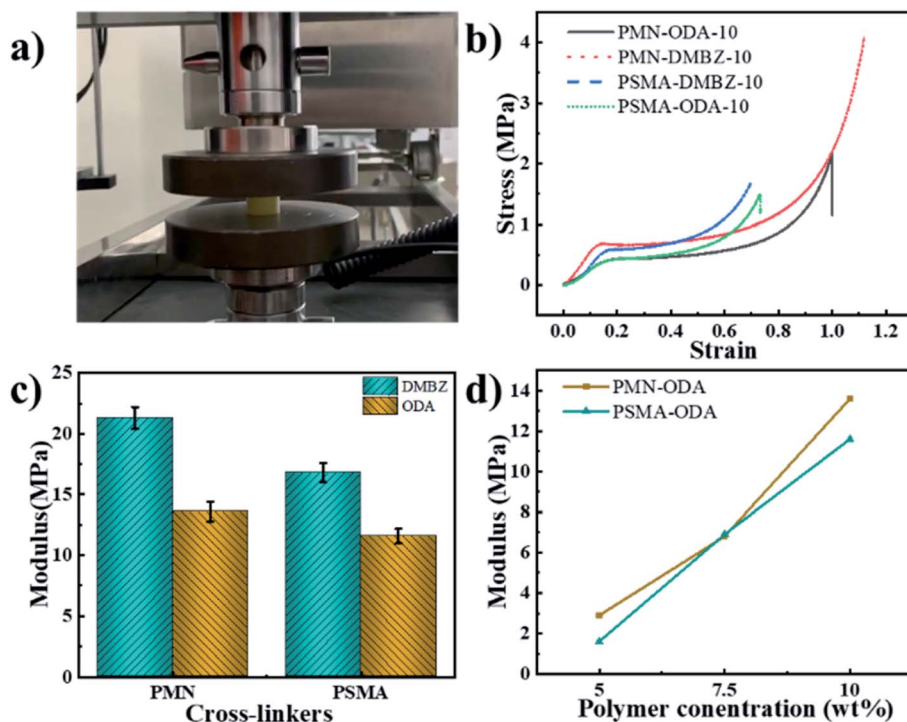 a)
b)
PMN-ODA-10
PMN-DMBZ-10
PSMA-DMBZ-10
PSMA-ODA-10
Stress (MPa)
4
3
2
1
0
0.0 0.2 0.4 0.6 0.8 1.0 1.2
Strain
c)
DMBZ
ODA
Modulus(MPa)
25
20
15
10
5
0
PMN PSMA
Cross-linkers
d)
PMN-ODA
PSMA-ODA
Modulus (MPa)
14
12
10
8
6
4
2
0
5 7.5 10
Polymer conentration (wt%)